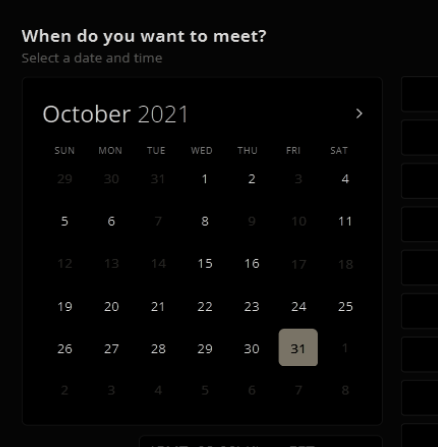 When do you want to meet?
Select a date and time
October 2021
SUN MON TUE WED THU FRI SAT
29 30 31 1 2 3 4
5 6 7 8 9 10 11
12 13 14 15 16 17 18
19 20 21 22 23 24 25
26 27 28 29 30 31 1
2 3 4 5 6 7 8